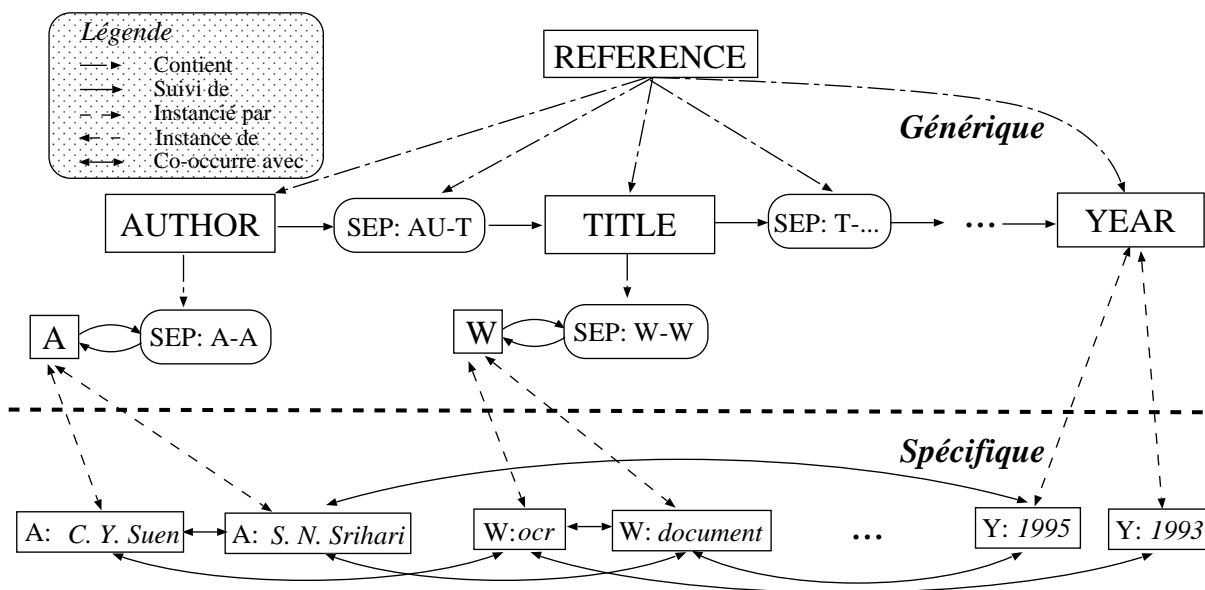 Légende
Contient
Suivi de
Instancié par
Instance de
Co-occurre avec
REFERENCE
Générique
AUTHOR
SEP: AU-T
TITLE
SEP: T-...
...
YEAR
A
SEP: A-A
W
SEP: W-W
Spécifique
A: C. Y. Suen
A: S. N. Srihari
W:ocr
W: document
...
Y: 1995
Y: 1993